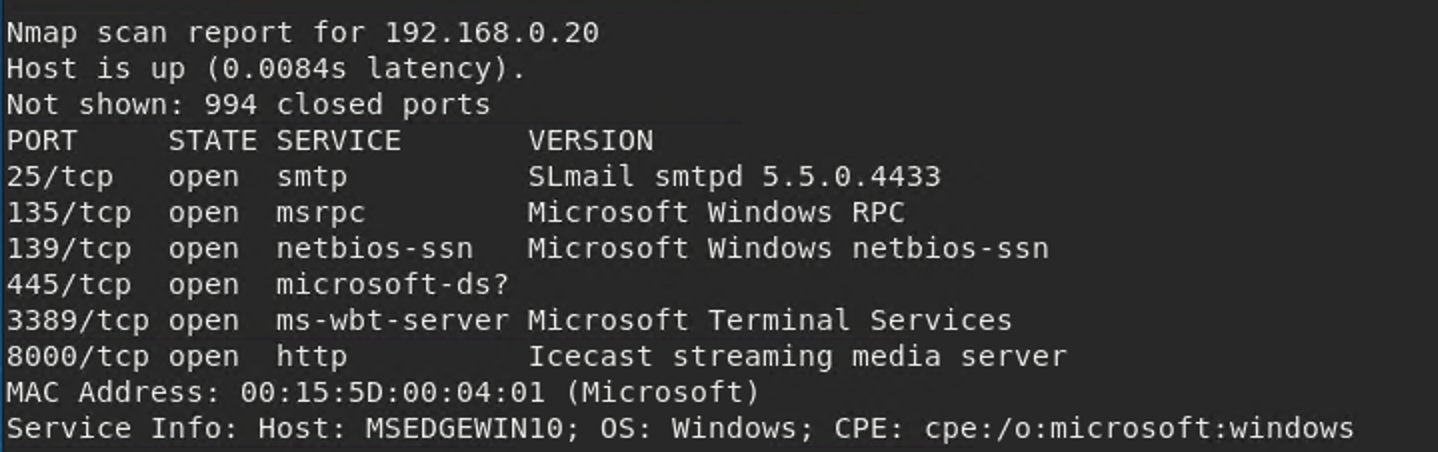 Nmap scan report for 192.168.0.20
Host is up (0.0084s latency).
Not shown: 994 closed ports
PORT     STATE SERVICE       VERSION
25/tcp   open  smtp          SLmail smtpd 5.5.0.4433
135/tcp  open  msrpc         Microsoft Windows RPC
139/tcp  open  netbios-ssn   Microsoft Windows netbios-ssn
445/tcp  open  microsoft-ds?
3389/tcp open  ms-wbt-server Microsoft Terminal Services
8000/tcp open  http          Icecast streaming media server
MAC Address: 00:15:5D:00:04:01 (Microsoft)
Service Info: Host: MSEDGEWIN10; OS: Windows; CPE: cpe:/o:microsoft:windows